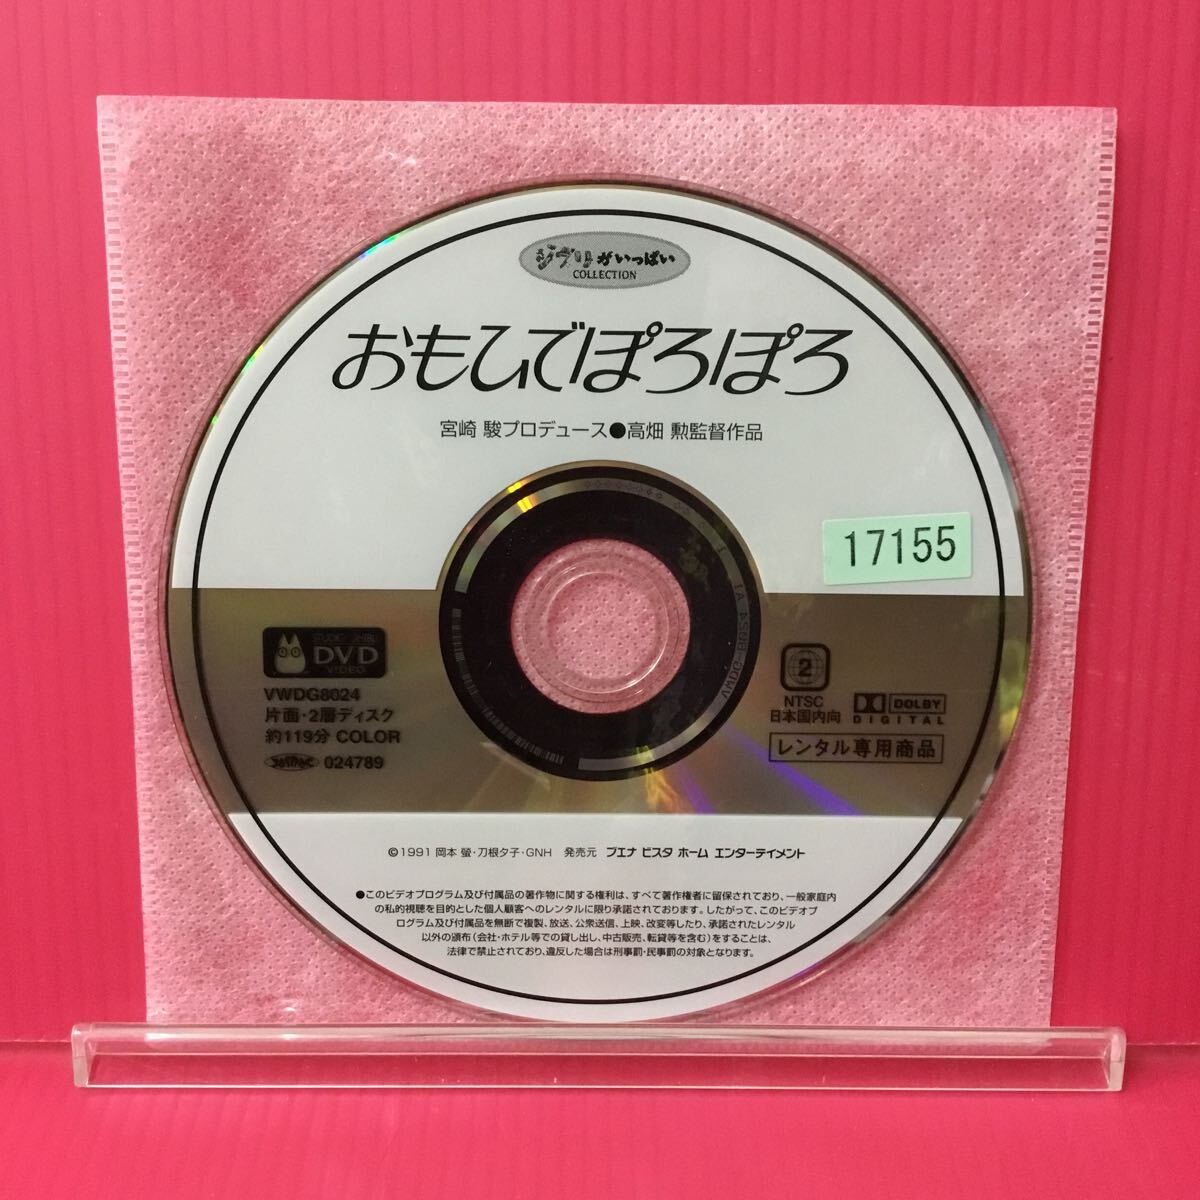 ジブリがいっぱい
COLLECTION
おもひでぽろぽろ
宮崎 駿プロデュース●高畑 勲監督作品
17155
STUDIO GHIBLI
DVD
VIDEO
VWDG8024
片面・2層ディスク
約119分 COLOR
024789
2
NTSC
日本国内向
DOLBY
DIGITAL
レンタル専用商品
©1991 岡本 螢・刀根夕子・GNH 発売元 ブエナ ビスタ ホーム エンターテイメント
●このビデオプログラム及び付属品の著作物に関する権利は、すべて著作権者に留保されており、一般家庭内
の私的視聴を目的とした個人顧客へのレンタルに限り承諾されております。したがって、このビデオプ
ログラム及び付属品を無断で複製、放送、公衆送信、上映、改変等したり、承諾されたレンタル
以外の頒布(会社・ホテル等での貸し出し、中古販売、転貸等を含む)をすることは、
法律で禁止されており、違反した場合は刑事罰・民事罰の対象となります。